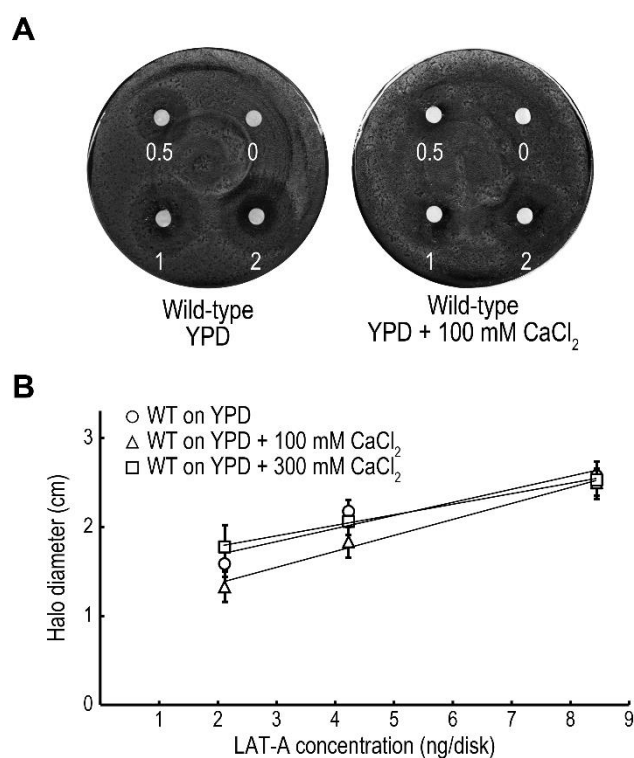 A
0.5
0
1
2
Wild-type
YPD
0.5
0
1
2
Wild-type
YPD + 100 mM CaCl₂
B
WT on YPD
WT on YPD + 100 mM CaCl₂
WT on YPD + 300 mM CaCl₂
Halo diameter (cm)
3
2
1
0
1 2 3 4 5 6 7 8 9
LAT-A concentration (ng/disk)